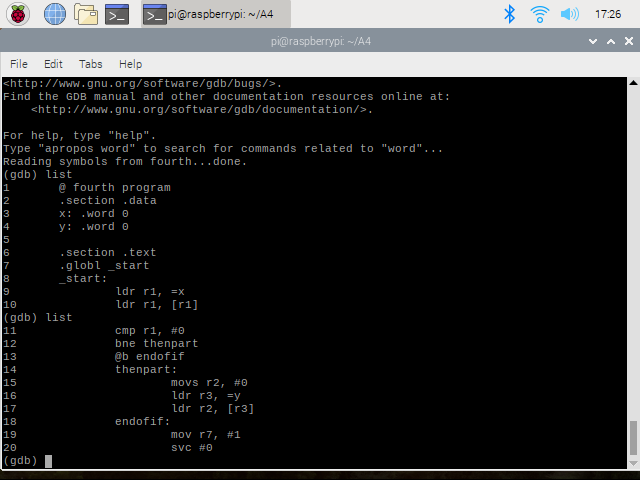 pi@raspberrypi: ~/A4
17:26
pi@raspberrypi: ~/A4
File Edit Tabs Help
<http://www.gnu.org/software/gdb/bugs/>.
Find the GDB manual and other documentation resources online at:
    <http://www.gnu.org/software/gdb/documentation/>.

For help, type "help".
Type "apropos word" to search for commands related to "word"...
Reading symbols from fourth...done.
(gdb) list
1       @ fourth program
2       .section .data
3       x: .word 0
4       y: .word 0
5
6       .section .text
7       .globl _start
8       _start:
9               ldr r1, =x
10              ldr r1, [r1]
(gdb) list
11              cmp r1, #0
12              bne thenpart
13              @b endofif
14              thenpart:
15                      movs r2, #0
16                      ldr r3, =y
17                      ldr r2, [r3]
18              endofif:
19                      mov r7, #1
20                      svc #0
(gdb)